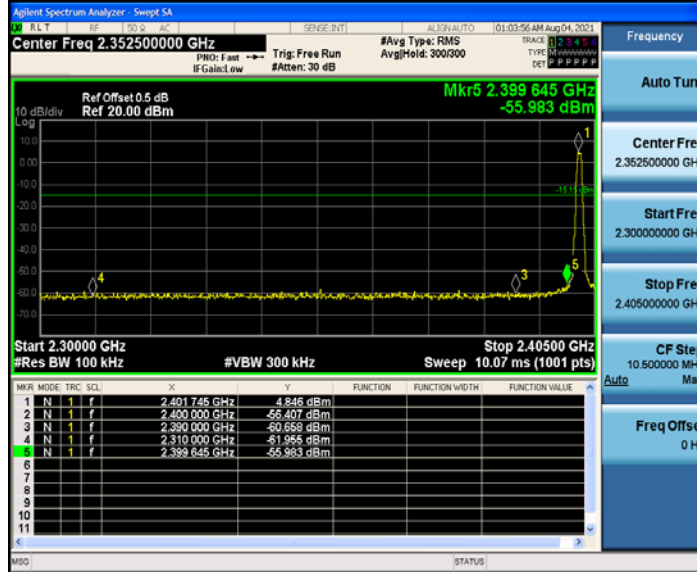 Agilent Spectrum Analyzer - Swept SA
RLT RF 50 Ω AC SENSE:INT ALIGNAUTO 01:03:56 AM Aug 04, 2021
Center Freq 2.352500000 GHz
PNO: Fast
IFGain:Low
Trig: Free Run
#Atten: 30 dB
#Avg Type: RMS
Avg|Hold: 300/300
TRACE 1 2 3 4 5 6
TYPE M
DET P P P P P P
Ref Offset 0.5 dB
10 dB/div Ref 20.00 dBm
Log
Mkr5 2.399 645 GHz
-55.983 dBm
10.0
0.00
-10.0
-20.0
-30.0
-40.0
-50.0
-60.0
-70.0
1
3
4
5
Start 2.30000 GHz Stop 2.40500 GHz
#Res BW 100 kHz #VBW 300 kHz Sweep 10.07 ms (1001 pts)
MKR MODE TRC SCL X Y FUNCTION FUNCTION WIDTH FUNCTION VALUE
1 N 1 f 2.401 745 GHz 4.846 dBm
2 N 1 f 2.400 000 GHz -56.407 dBm
3 N 1 f 2.390 000 GHz -60.658 dBm
4 N 1 f 2.310 000 GHz -61.955 dBm
5 N 1 f 2.399 645 GHz -55.983 dBm
6
7
8
9
10
11
MSG STATUS
Frequency
Auto Tun
Center Fre
2.352500000 GH
Start Fre
2.300000000 GH
Stop Fre
2.405000000 GH
CF Ste
10.500000 MH
Auto Ma
Freq Offse
0 H